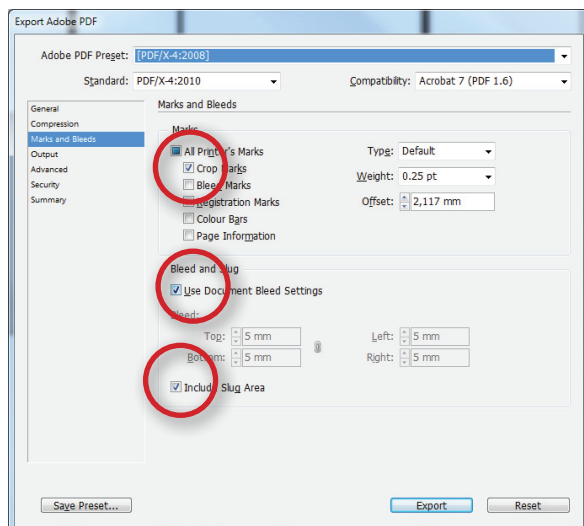 Export Adobe PDF
Adobe PDF Preset: [PDF/X-4:2008]
Standard: PDF/X-4:2010 Compatibility: Acrobat 7 (PDF 1.6)
General
Compression
Marks and Bleeds
Output
Advanced
Security
Summary
Marks and Bleeds
Marks
All Printer's Marks Type: Default
Crop Marks Weight: 0.25 pt
Bleed Marks Offset: 2,117 mm
Registration Marks
Colour Bars
Page Information
Bleed and Slug
Use Document Bleed Settings
Bleed:
Top: 5 mm Left: 5 mm
Bottom: 5 mm Right: 5 mm
Include Slug Area
Save Preset... Export Reset